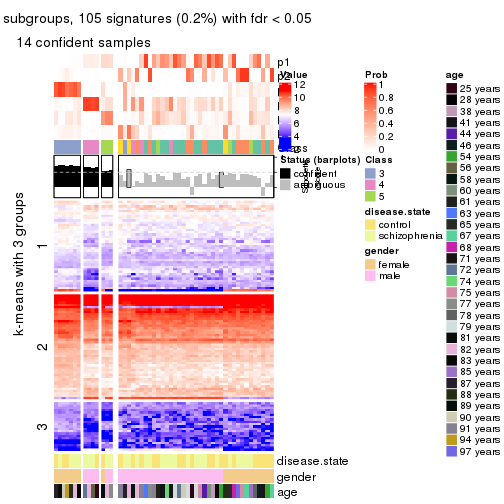 subgroups, 105 signatures (0.2%) with fdr < 0.05
14 confident samples
p1
p2
Value
12
10
8
6
4
2
Status (barplots)
confident
ambiguous
Prob
1
0.8
0.6
0.4
0.2
0
Class
3
4
5
disease.state
control
schizophrenia
gender
female
male
age
25 years
28 years
38 years
41 years
44 years
46 years
54 years
56 years
58 years
60 years
61 years
63 years
65 years
67 years
68 years
71 years
72 years
74 years
75 years
77 years
78 years
79 years
81 years
82 years
83 years
85 years
87 years
88 years
89 years
90 years
91 years
94 years
97 years
k-means with 3 groups
1
2
3
disease.state
gender
age